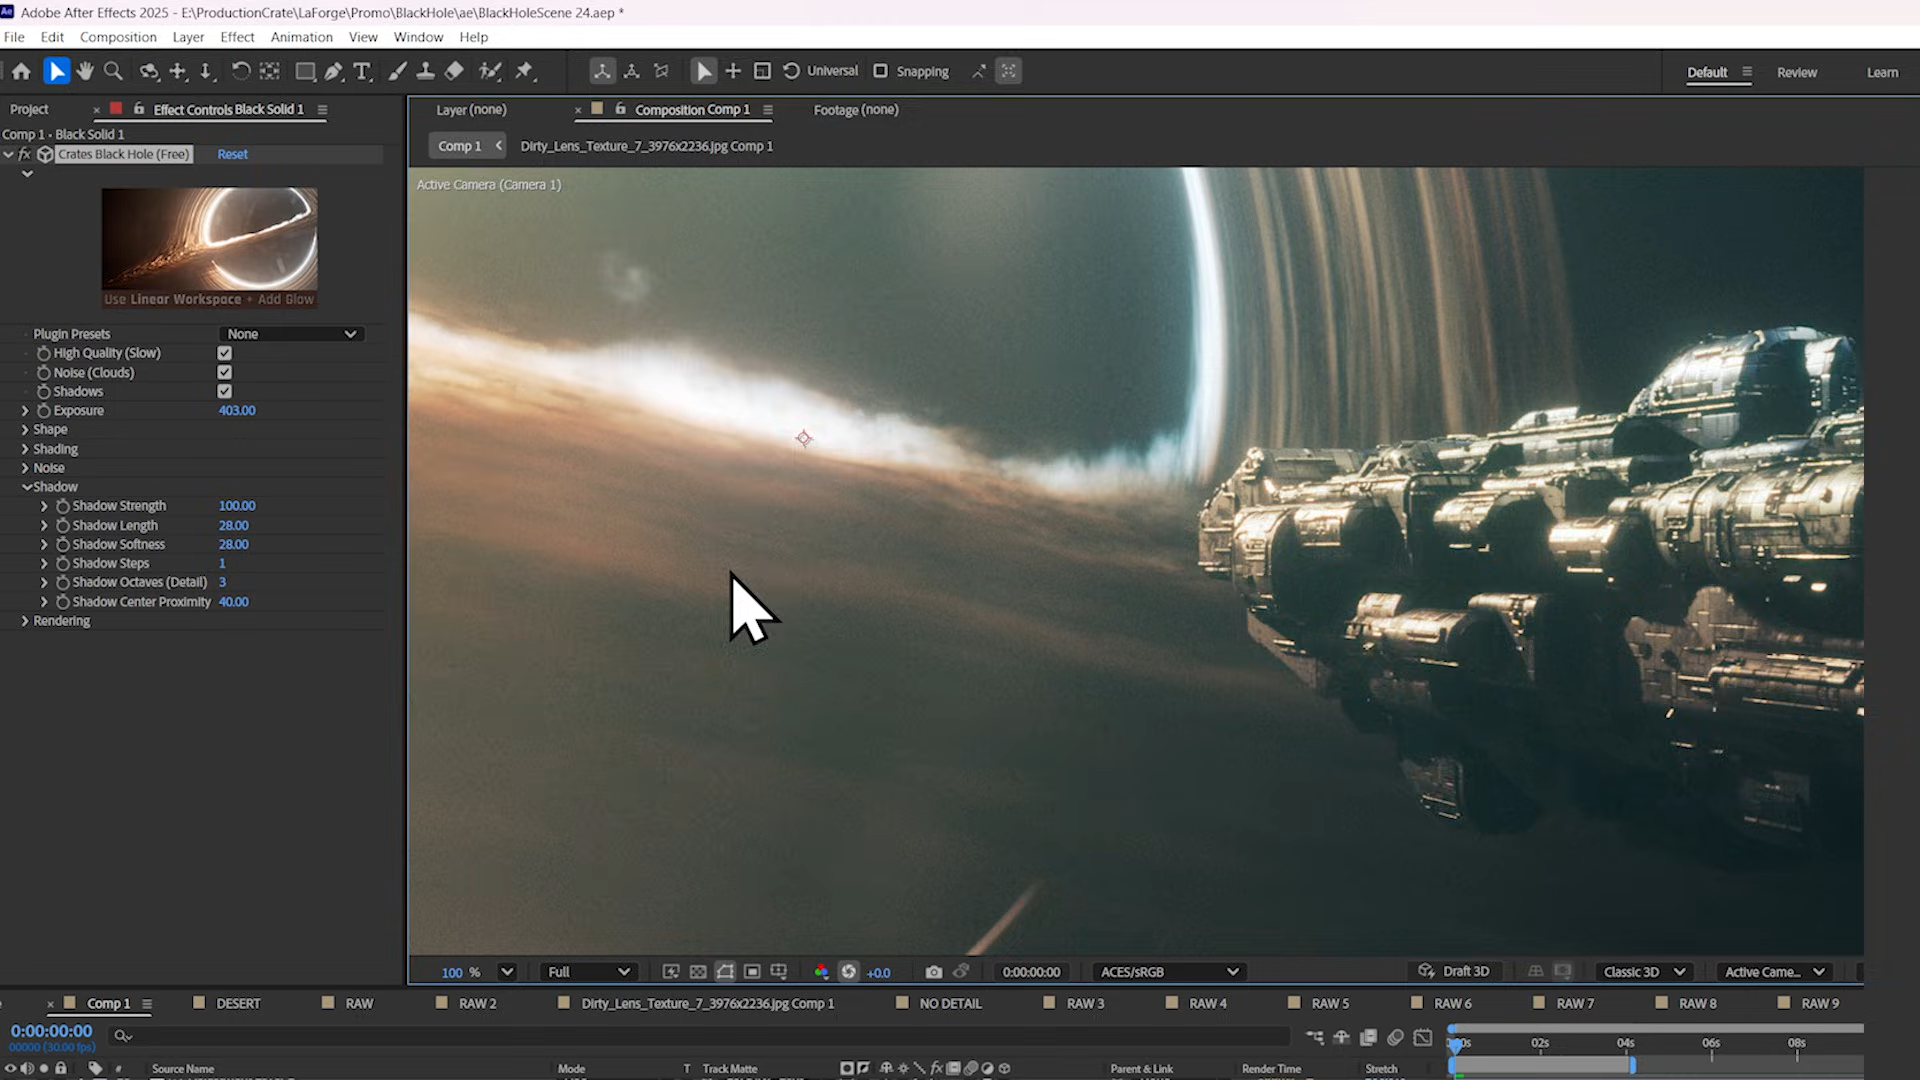 Adobe After Effects 2025 - E:\ProductionCrate\LaForge\Promo\BlackHole\ae\BlackHoleScene 24.aep *
File Edit Composition Layer Effect Animation View Window Help
Universal Snapping Default Review Learn
Project Effect Controls Black Solid 1 Layer (none) Composition Comp 1 Footage (none)
Comp 1 • Black Solid 1
Comp 1 Dirty_Lens_Texture_7_3976x2236.jpg Comp 1
fx Crates Black Hole (Free) Reset
Active Camera (Camera 1)
Use Linear Workspace + Add Glow
Plugin Presets None
High Quality (Slow)
Noise (Clouds)
Shadows
Exposure 403.00
Shape
Shading
Noise
Shadow
Shadow Strength 100.00
Shadow Length 28.00
Shadow Softness 28.00
Shadow Steps 1
Shadow Octaves (Detail) 3
Shadow Center Proximity 40.00
Rendering
100 % Full +0.0 0:00:00:00 ACES/sRGB Draft 3D Classic 3D Active Came...
Comp 1 DESERT RAW RAW 2 Dirty_Lens_Texture_7_3976x2236.jpg Comp 1 NO DETAIL RAW 3 RAW 4 RAW 5 RAW 6 RAW 7 RAW 8 RAW 9
0:00:00:00
00000 (30.00 fps)
02s 04s 06s 08s
# Source Name Mode T Track Matte fx Parent & Link Render Time Stretch